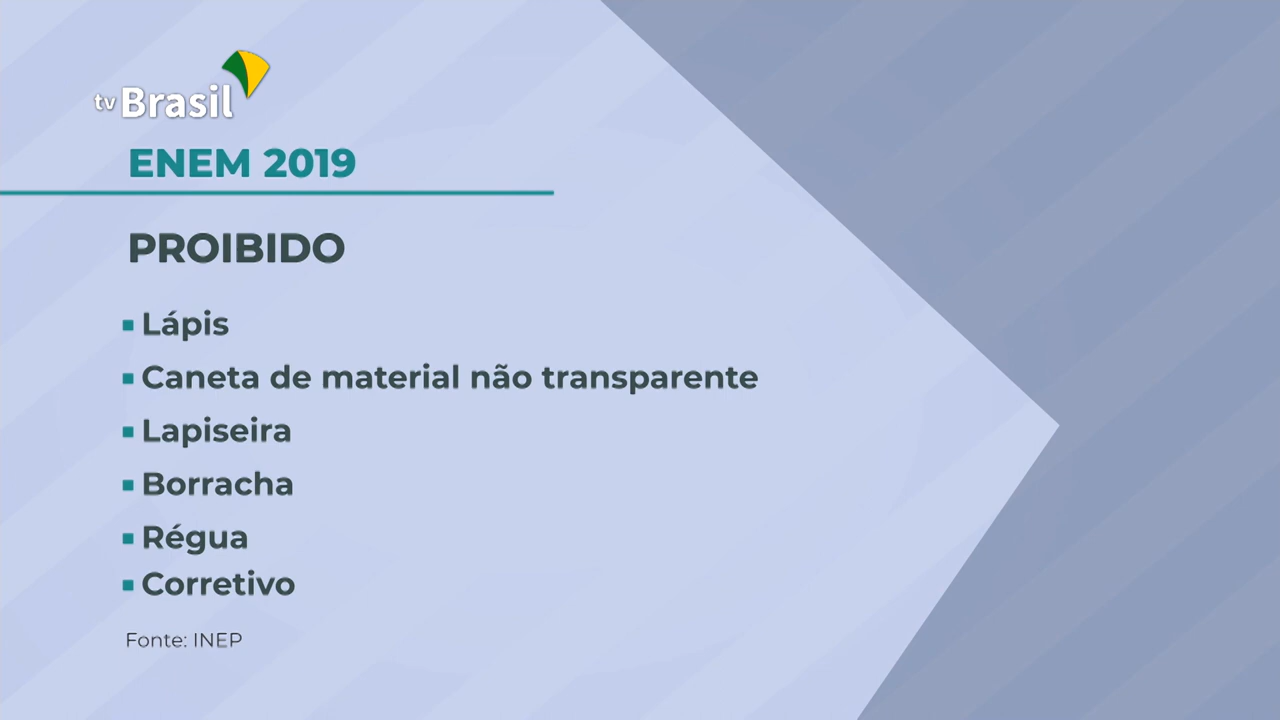 tv Brasil
ENEM 2019
PROIBIDO
Lápis
Caneta de material não transparente
Lapiseira
Borracha
Régua
Corretivo
Fonte: INEP